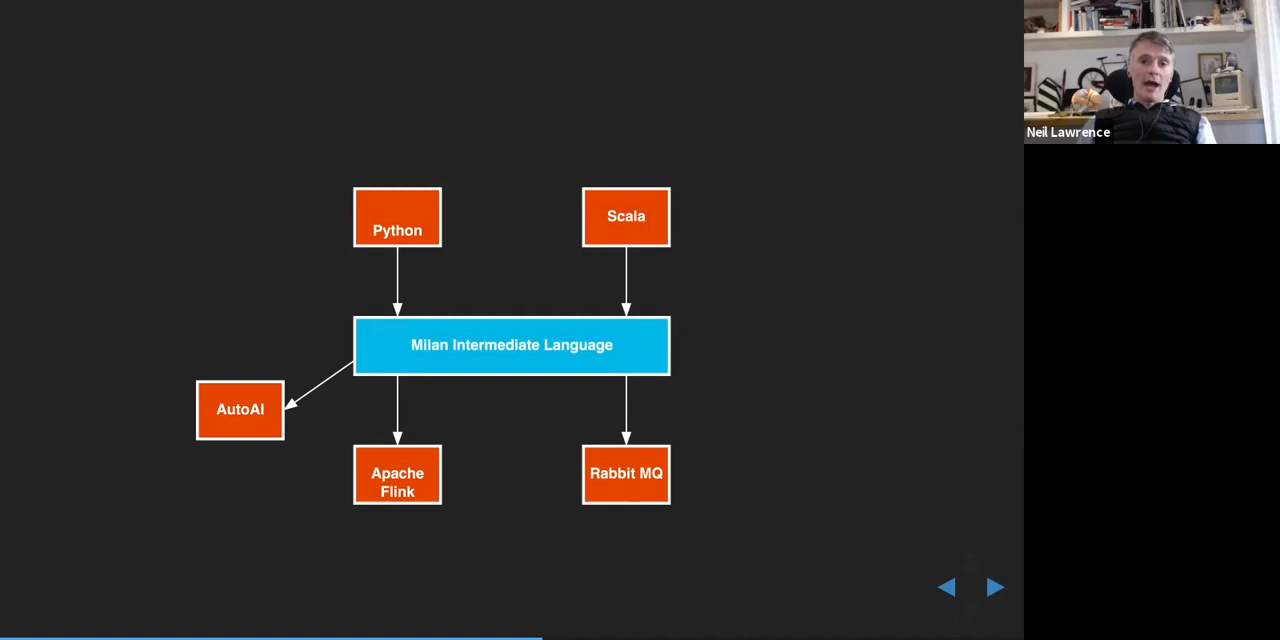 Neil Lawrence
Python
Scala
Milan Intermediate Language
AutoAI
Apache
Flink
Rabbit MQ